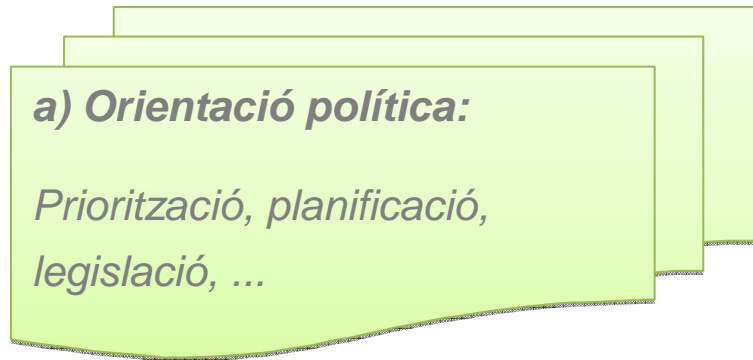 a) Orientació política:
Priorització, planificació,
legislació, ...